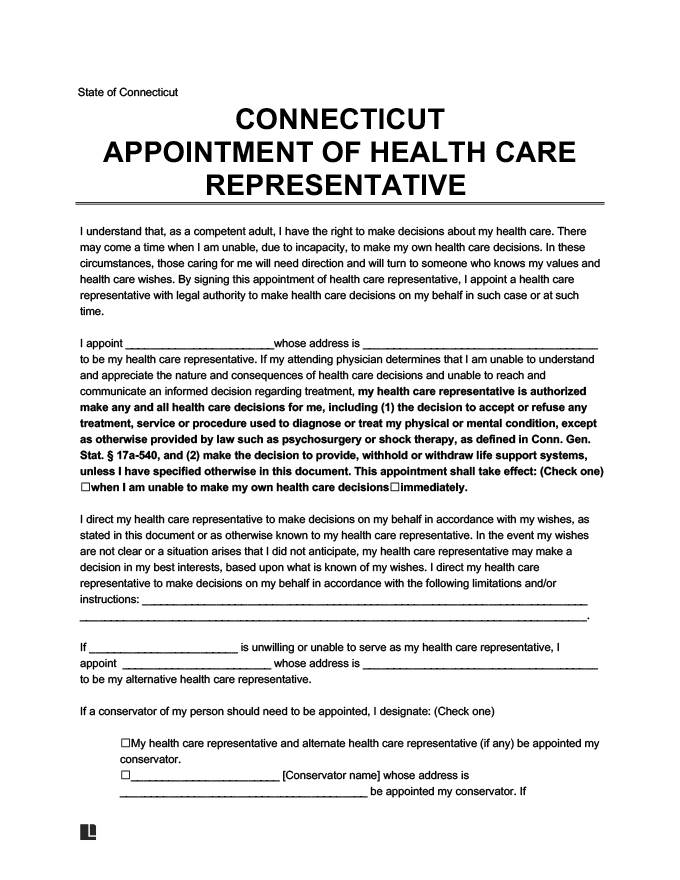 State of Connecticut
CONNECTICUT
APPOINTMENT OF HEALTH CARE
REPRESENTATIVE
I understand that, as a competent adult, I have the right to make decisions about my health care. There
may come a time when I am unable, due to incapacity, to make my own health care decisions. In these
circumstances, those caring for me will need direction and will turn to someone who knows my values and
health care wishes. By signing this appointment of health care representative, I appoint a health care
representative with legal authority to make health care decisions on my behalf in such case or at such
time.
I appoint ________________________whose address is ______________________________________
to be my health care representative. If my attending physician determines that I am unable to understand
and appreciate the nature and consequences of health care decisions and unable to reach and
communicate an informed decision regarding treatment, my health care representative is authorized
make any and all health care decisions for me, including (1) the decision to accept or refuse any
treatment, service or procedure used to diagnose or treat my physical or mental condition, except
as otherwise provided by law such as psychosurgery or shock therapy, as defined in Conn. Gen.
Stat. § 17a-540, and (2) make the decision to provide, withhold or withdraw life support systems,
unless I have specified otherwise in this document. This appointment shall take effect: (Check one)
☐when I am unable to make my own health care decisions☐immediately.
I direct my health care representative to make decisions on my behalf in accordance with my wishes, as
stated in this document or as otherwise known to my health care representative. In the event my wishes
are not clear or a situation arises that I did not anticipate, my health care representative may make a
decision in my best interests, based upon what is known of my wishes. I direct my health care
representative to make decisions on my behalf in accordance with the following limitations and/or
instructions: ________________________________________________________________________
__________________________________________________________________________________.
If ________________________ is unwilling or unable to serve as my health care representative, I
appoint ________________________ whose address is ______________________________________
to be my alternative health care representative.
If a conservator of my person should need to be appointed, I designate: (Check one)
☐My health care representative and alternate health care representative (if any) be appointed my
conservator.
☐________________________ [Conservator name] whose address is
________________________________________ be appointed my conservator. If